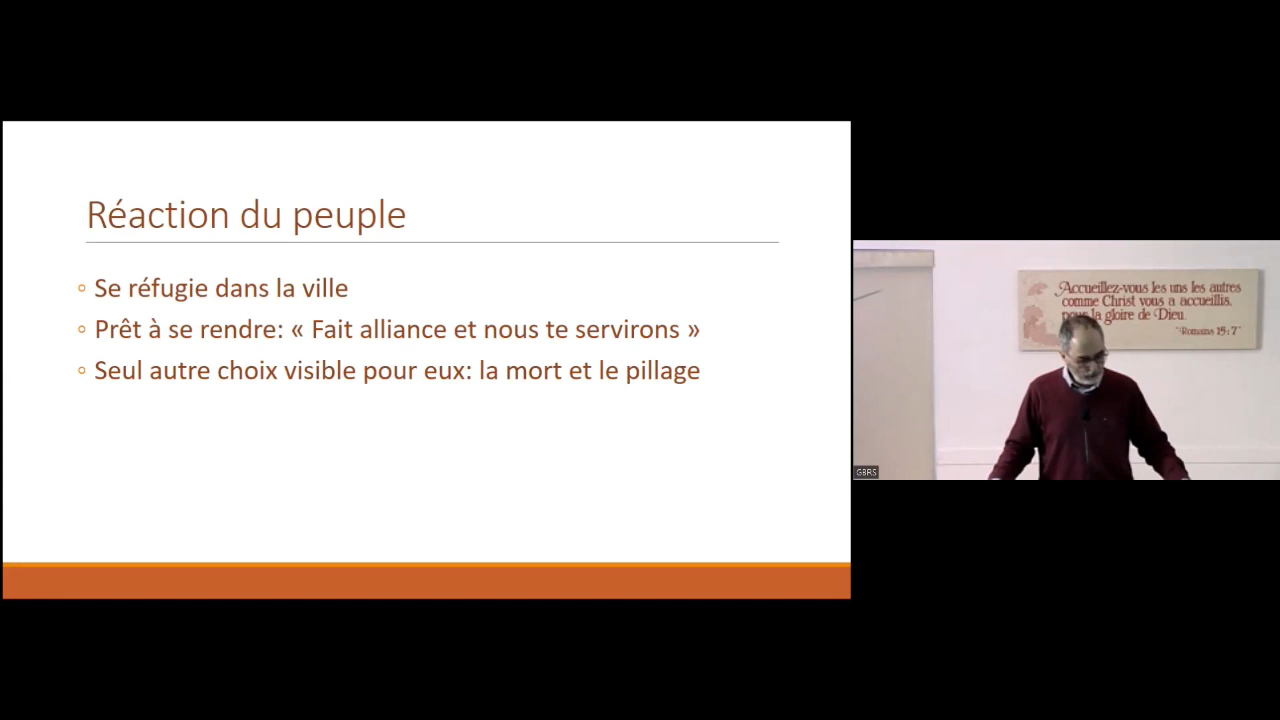 Réaction du peuple
◦ Se réfugie dans la ville
◦ Prêt à se rendre: « Fait alliance et nous te servirons »
◦ Seul autre choix visible pour eux: la mort et le pillage
Accueillez-vous les uns les autres
comme Christ vous a accueillis,
pour la gloire de Dieu.
"Romains 15:7"
GBRS